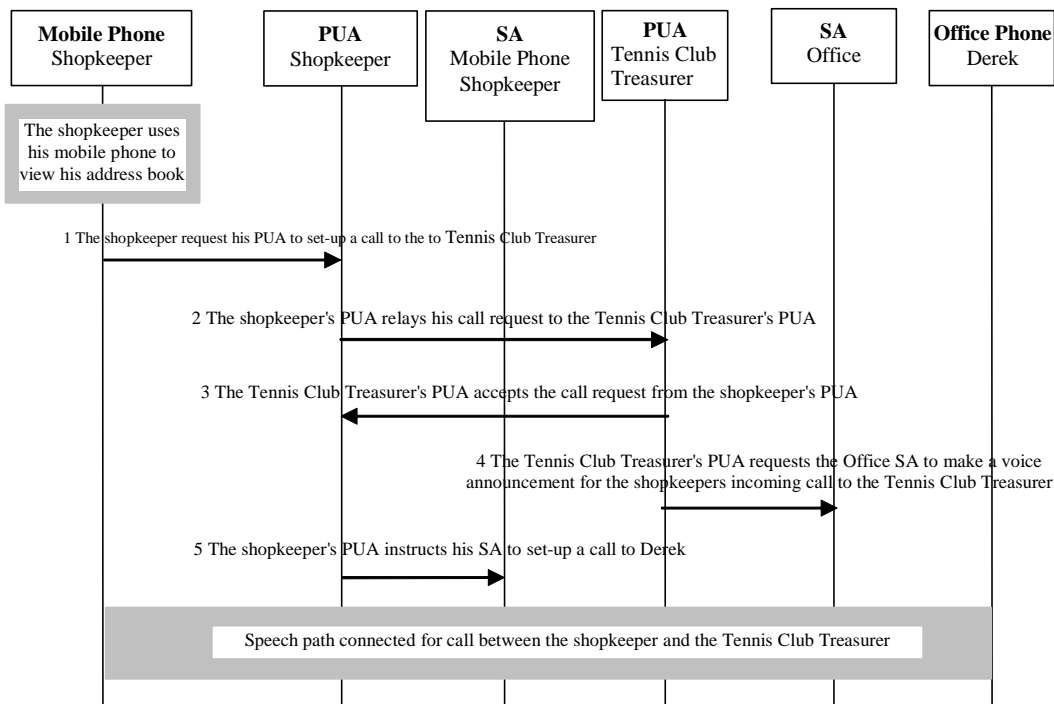 Mobile Phone
Shopkeeper
PUA
Shopkeeper
SA
Mobile Phone
Shopkeeper
PUA
Tennis Club
Treasurer
SA
Office
Office Phone
Derek
The shopkeeper uses
his mobile phone to
view his address book
1 The shopkeeper request his PUA to set-up a call to the to Tennis Club Treasurer
2 The shopkeeper's PUA relays his call request to the Tennis Club Treasurer's PUA
3 The Tennis Club Treasurer's PUA accepts the call request from the shopkeeper's PUA
4 The Tennis Club Treasurer's PUA requests the Office SA to make a voice
announcement for the shopkeepers incoming call to the Tennis Club Treasurer
5 The shopkeeper's PUA instructs his SA to set-up a call to Derek
Speech path connected for call between the shopkeeper and the Tennis Club Treasurer